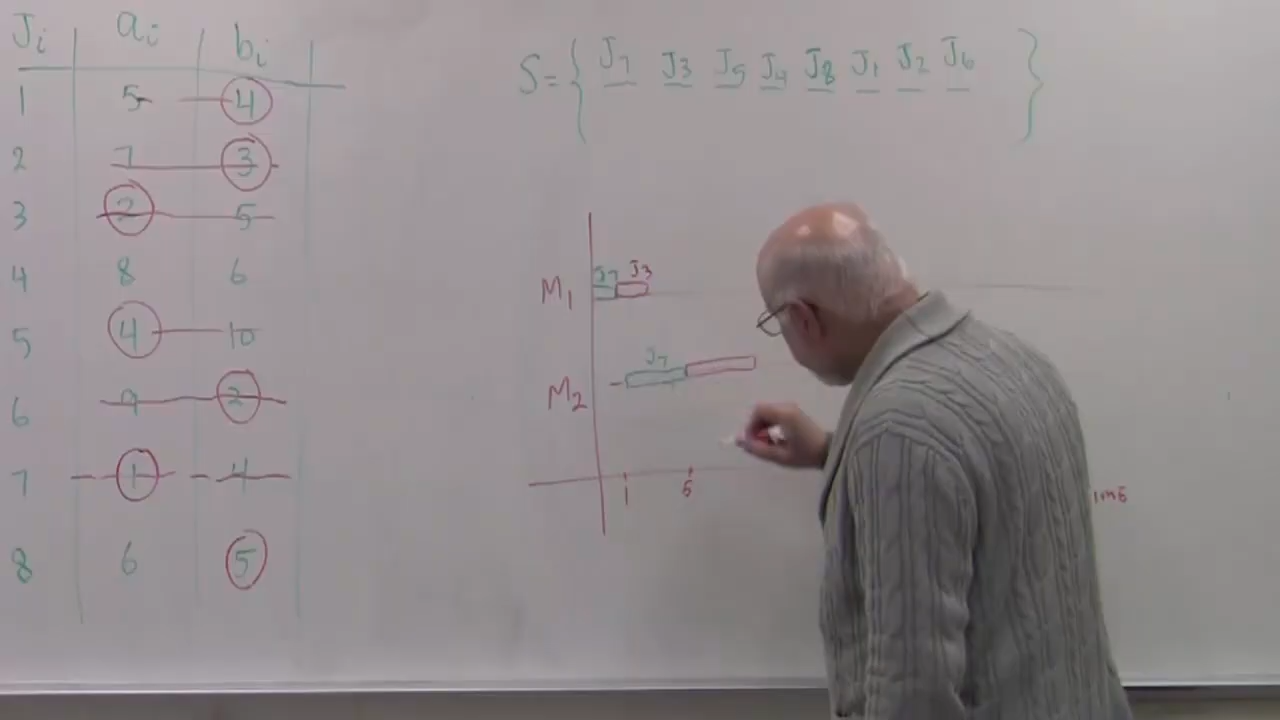 Ji ai bi
1 5 4
2 7 3
3 2 5
4 8 6
5 4 10
6 9 2
7 1 4
8 6 5
S = { J7 J3 J5 J4 J8 J1 J2 J6 }
J7 J3
M1
J7
M2
1 5